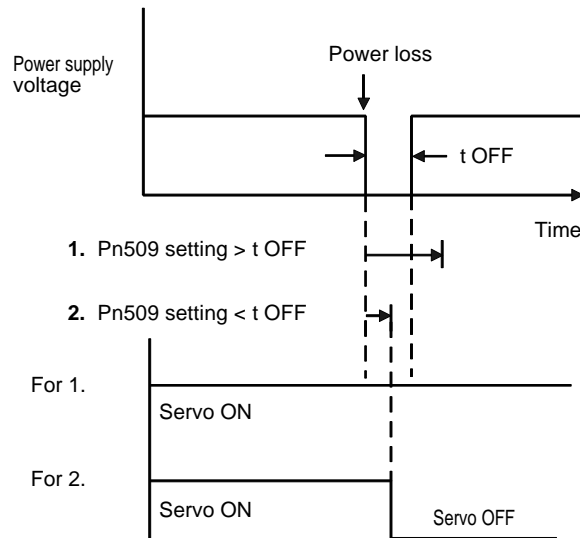 Power loss
Power supply
voltage
t OFF
Time
1. Pn509 setting > t OFF
2. Pn509 setting < t OFF
For 1.
Servo ON
For 2.
Servo ON
Servo OFF